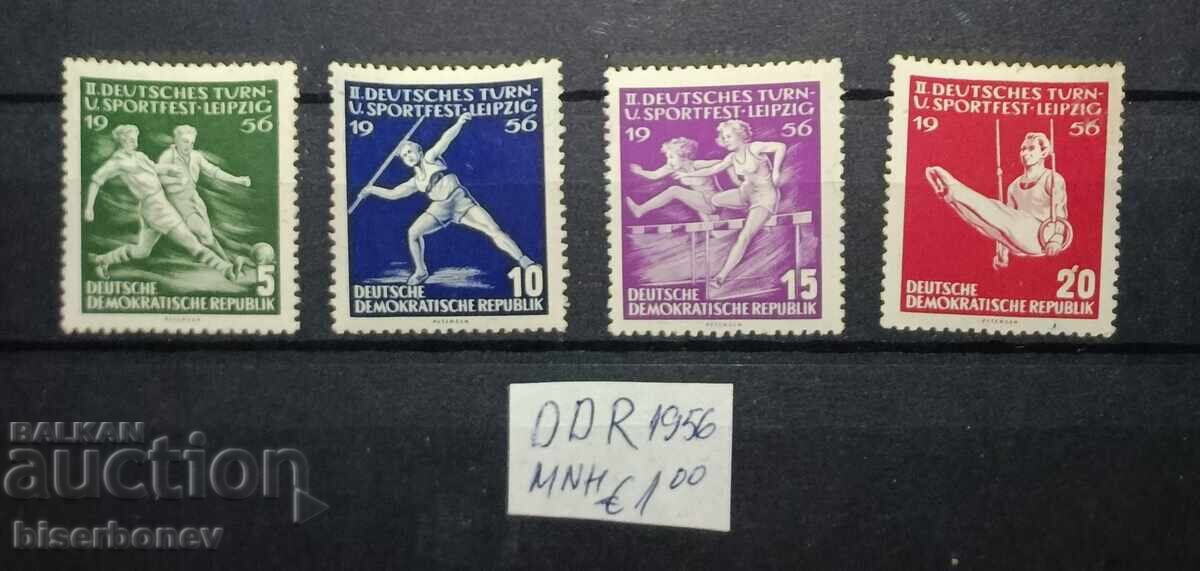 II. DEUTSCHES TURN-
U. SPORTFEST·LEIPZIG
19 56
5
DEUTSCHE
DEMOKRATISCHE REPUBLIK
II. DEUTSCHES TURN-
U. SPORTFEST·LEIPZIG
19 56
10
DEUTSCHE
DEMOKRATISCHE REPUBLIK
II. DEUTSCHES TURN-
U. SPORTFEST·LEIPZIG
19 56
15
DEUTSCHE
DEMOKRATISCHE REPUBLIK
II. DEUTSCHES TURN-
U. SPORTFEST·LEIPZIG
19 56
20
DEUTSCHE
DEMOKRATISCHE REPUBLIK
DDR 1956
MNH €1 00
BALKAN
auction
biserbonev